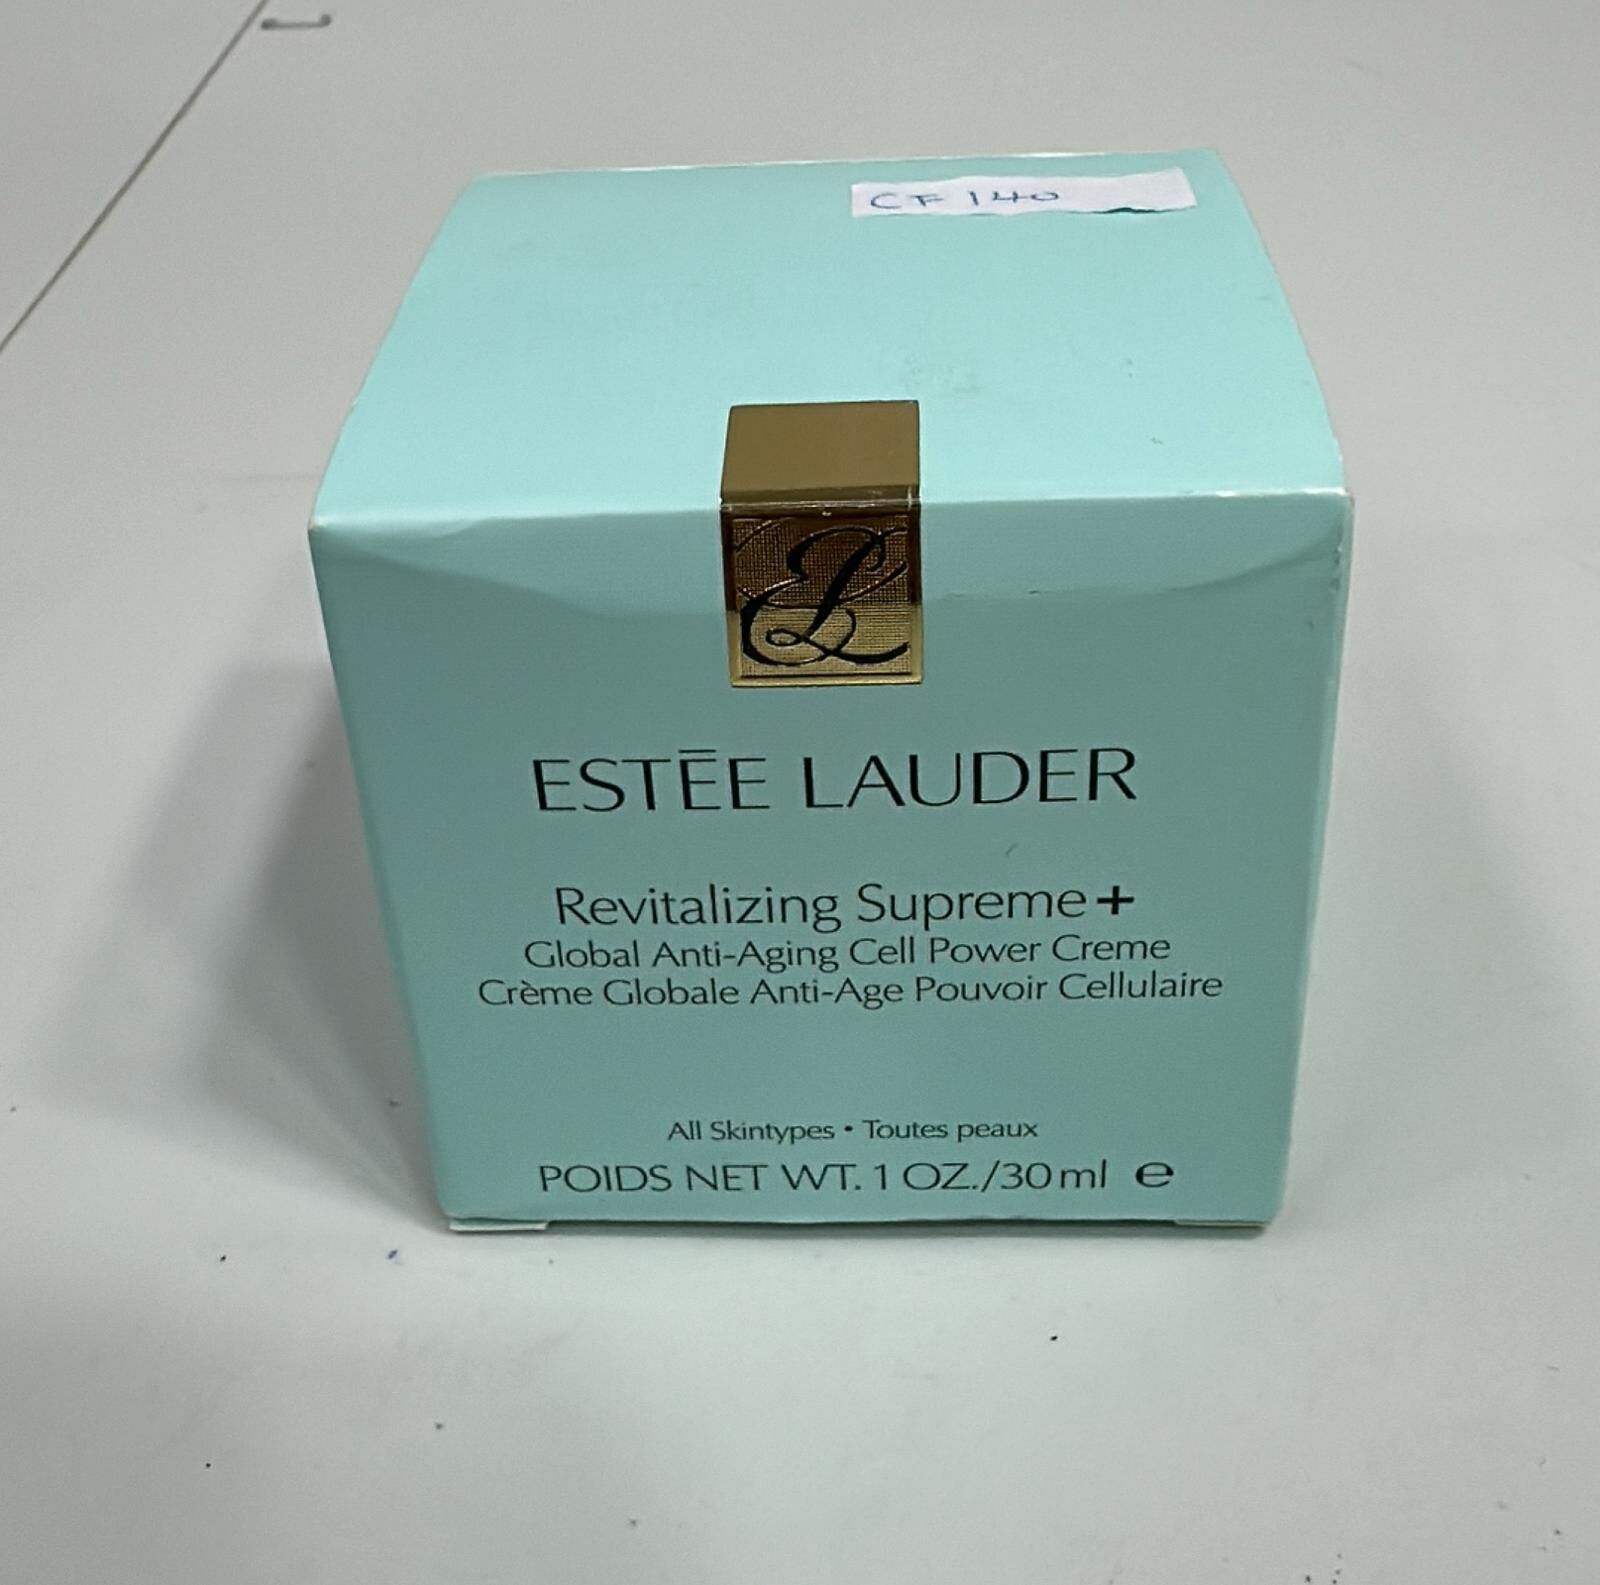 CF 140
EL
ESTĒE LAUDER
Revitalizing Supreme+
Global Anti-Aging Cell Power Creme
Crème Globale Anti-Age Pouvoir Cellulaire
All Skintypes • Toutes peaux
POIDS NET WT. 1 OZ./30 ml ℮